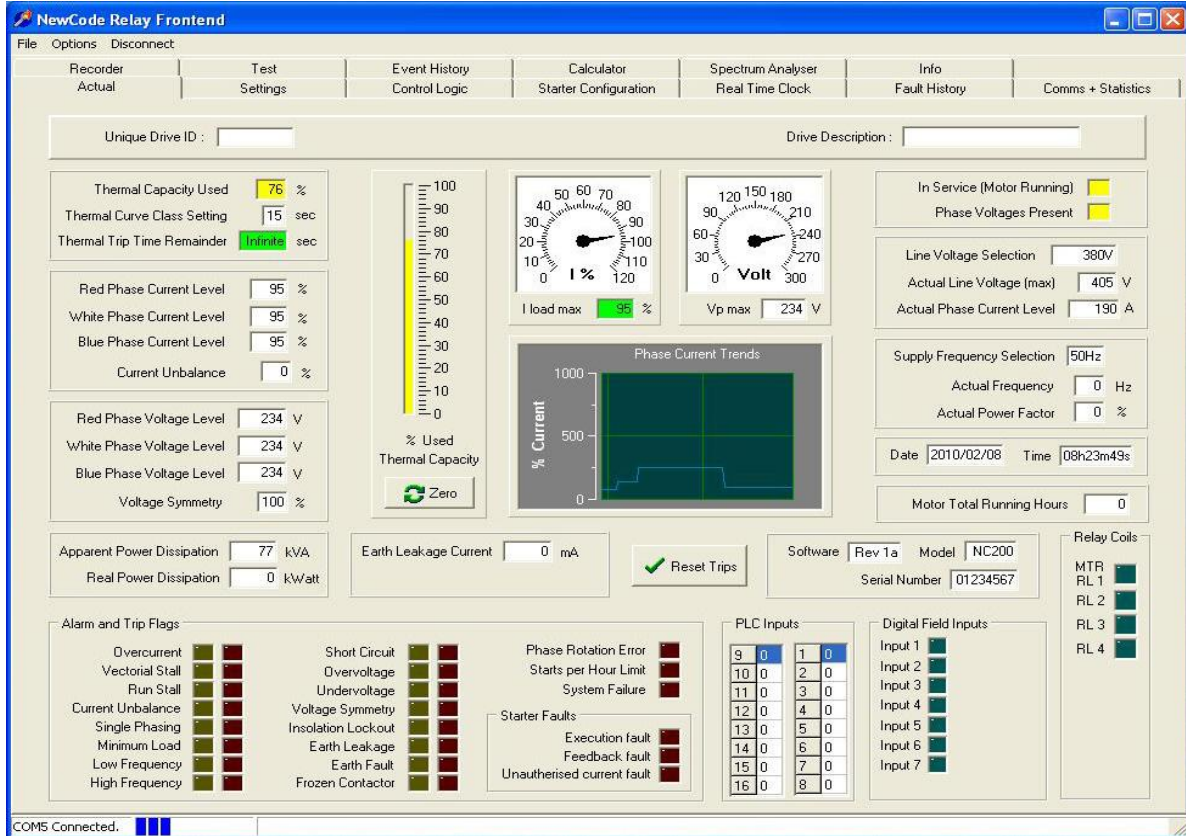 NewCode Relay Frontend
File Options Disconnect
Recorder Test Event History Calculator Spectrum Analyser Info
Actual Settings Control Logic Starter Configuration Real Time Clock Fault History Comms + Statistics
Unique Drive ID :
Drive Description :
Thermal Capacity Used 76 %
Thermal Curve Class Setting 15 sec
Thermal Trip Time Remainder Infinite sec
Red Phase Current Level 95 %
White Phase Current Level 95 %
Blue Phase Current Level 95 %
Current Unbalance 0 %
Red Phase Voltage Level 234 V
White Phase Voltage Level 234 V
Blue Phase Voltage Level 234 V
Voltage Symmetry 100 %
100
90
80
70
60
50
40
30
20
10
0
% Used
Thermal Capacity
Zero
0 10 20 30 40 50 60 70 80 90 100 110 120
I %
I load max 95 %
0 30 60 90 120 150 180 210 240 270 300
Volt
Vp max 234 V
Phase Current Trends
% Current
1000
500
0
In Service (Motor Running)
Phase Voltages Present
Line Voltage Selection 380V
Actual Line Voltage (max) 405 V
Actual Phase Current Level 190 A
Supply Frequency Selection 50Hz
Actual Frequency 0 Hz
Actual Power Factor 0 %
Date 2010/02/08 Time 08h23m49s
Motor Total Running Hours 0
Apparent Power Dissipation 77 kVA
Real Power Dissipation 0 kWatt
Earth Leakage Current 0 mA
Reset Trips
Software Rev 1a Model NC200
Serial Number 01234567
Relay Coils
MTR
RL 1
RL 2
RL 3
RL 4
Alarm and Trip Flags
Overcurrent
Vectorial Stall
Run Stall
Current Unbalance
Single Phasing
Minimum Load
Low Frequency
High Frequency
Short Circuit
Overvoltage
Undervoltage
Voltage Symmetry
Insolation Lockout
Earth Leakage
Earth Fault
Frozen Contactor
Phase Rotation Error
Starts per Hour Limit
System Failure
Starter Faults
Execution fault
Feedback fault
Unautherised current fault
PLC Inputs
9 0 1 0
10 0 2 0
11 0 3 0
12 0 4 0
13 0 5 0
14 0 6 0
15 0 7 0
16 0 8 0
Digital Field Inputs
Input 1
Input 2
Input 3
Input 4
Input 5
Input 6
Input 7
COM5 Connected.